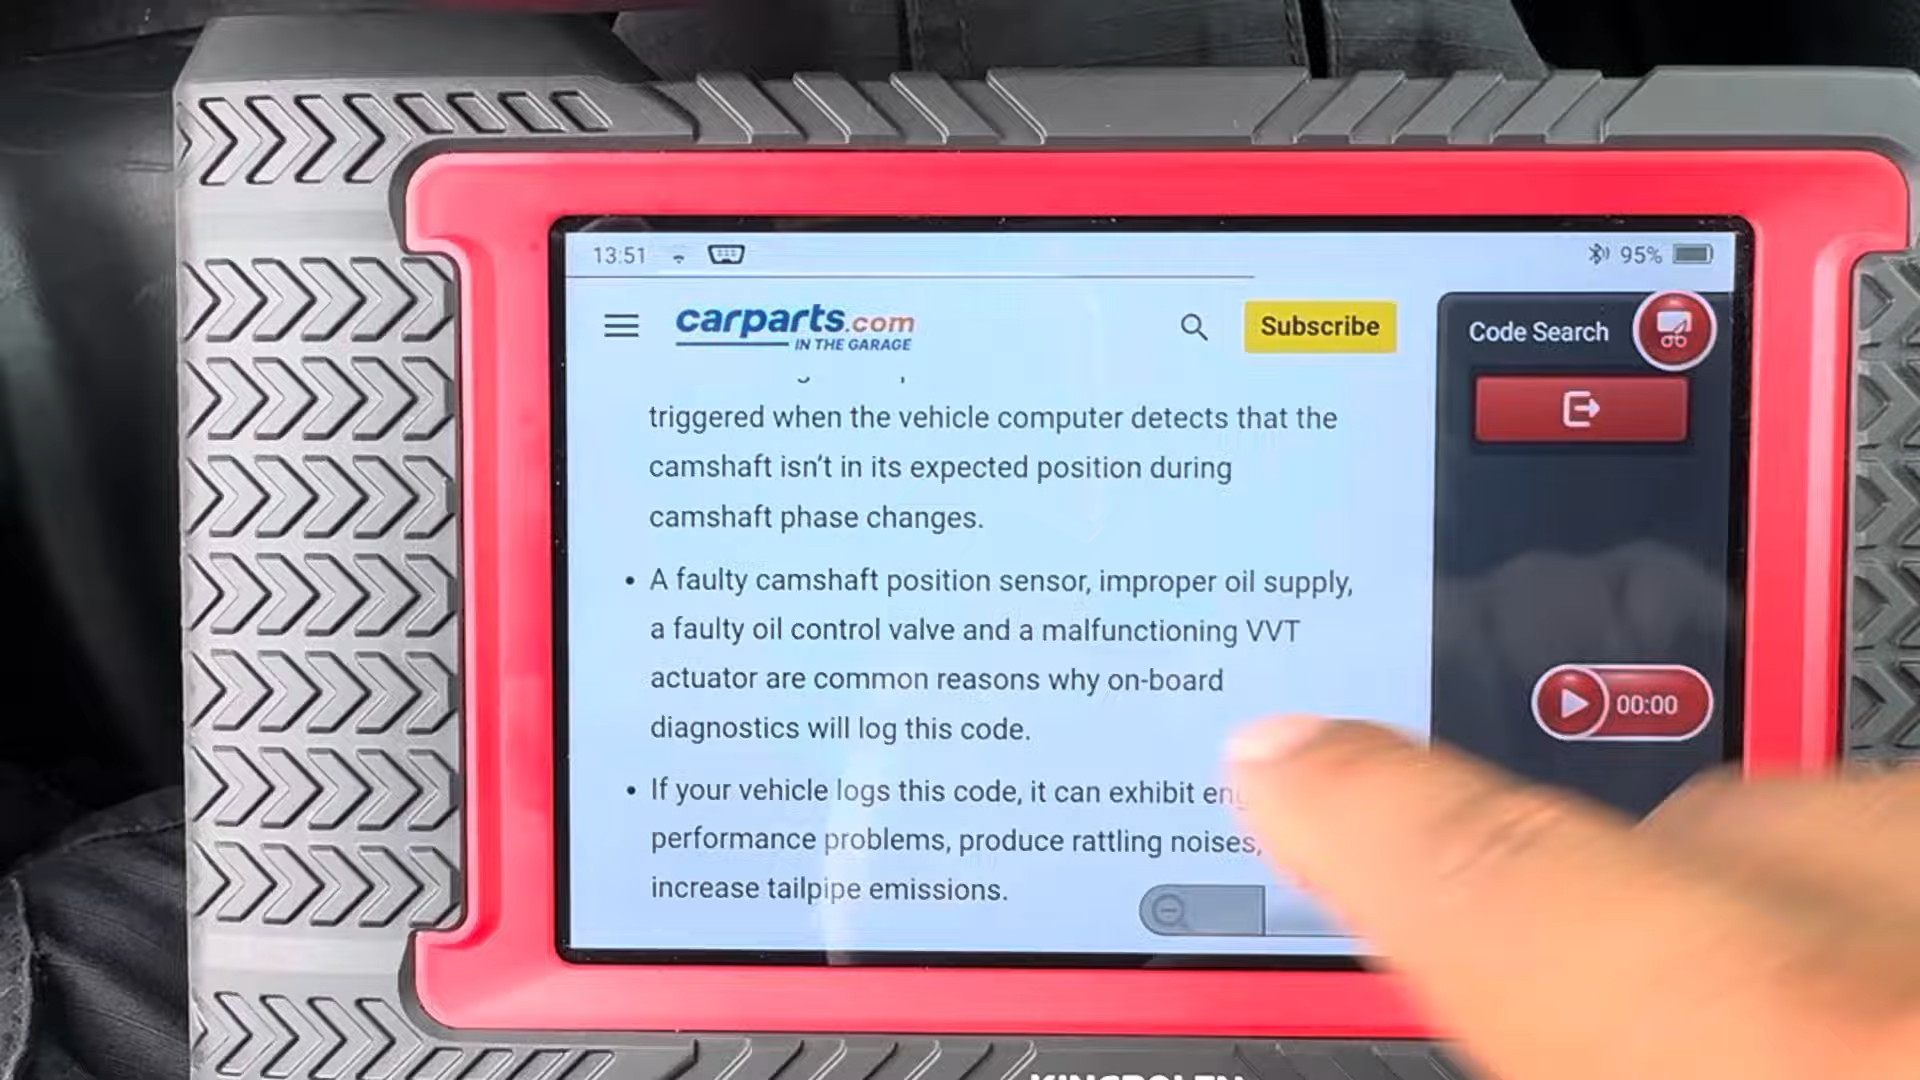 13:51
95%
carparts.com
IN THE GARAGE
Subscribe
Code Search
triggered when the vehicle computer detects that the
camshaft isn't in its expected position during
camshaft phase changes.
• A faulty camshaft position sensor, improper oil supply,
a faulty oil control valve and a malfunctioning VVT
actuator are common reasons why on-board
diagnostics will log this code.
00:00
• If your vehicle logs this code, it can exhibit
performance problems, produce rattling noises,
increase tailpipe emissions.